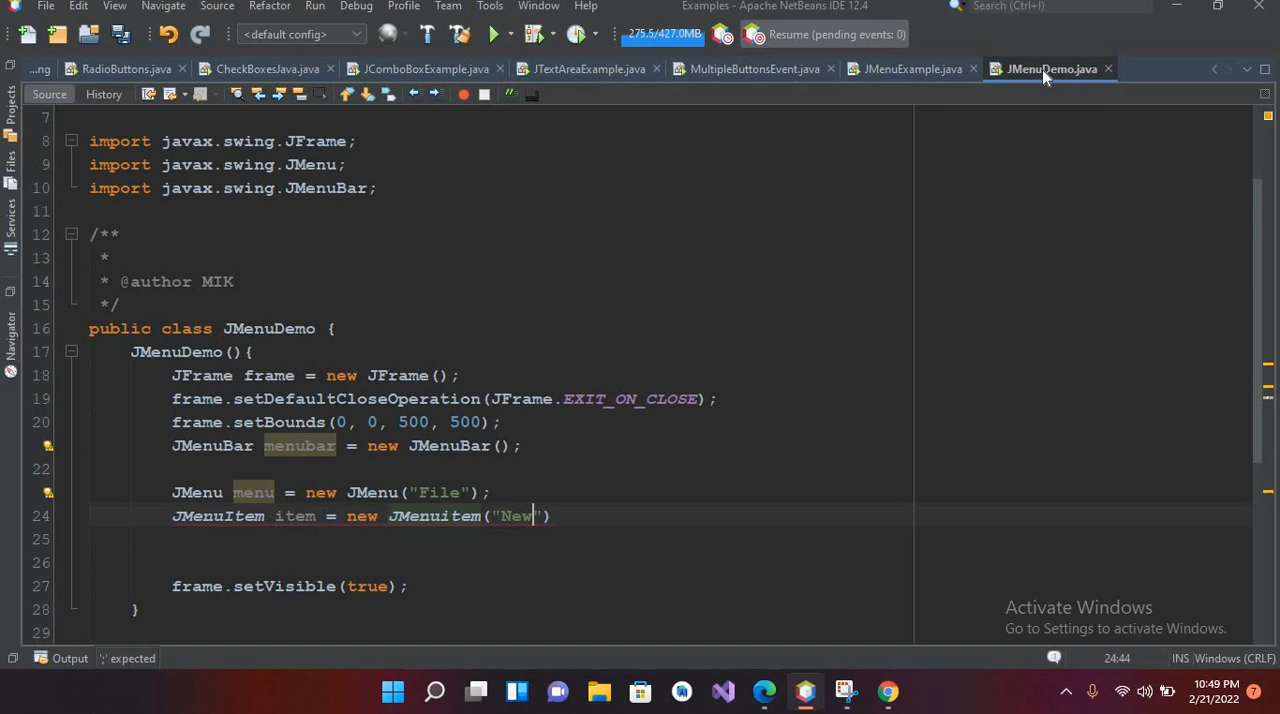 File Edit View Navigate Source Refactor Run Debug Profile Team Tools Window Help Examples - Apache NetBeans IDE 12.4 Search (Ctrl+I)
<default config> 275.5/427.0MB Resume (pending events: 0)
...ng RadioButtons.java CheckBoxesJava.java JComboBoxExample.java JTextAreaExample.java MultipleButtonsEvent.java JMenuExample.java JMenuDemo.java
Source History
Projects
Files
Services
Navigator
7
8 import javax.swing.JFrame;
9 import javax.swing.JMenu;
10 import javax.swing.JMenuBar;
11
12 /**
13 *
14 * @author MIK
15 */
16 public class JMenuDemo {
17 JMenuDemo(){
18 JFrame frame = new JFrame();
19 frame.setDefaultCloseOperation(JFrame.EXIT_ON_CLOSE);
20 frame.setBounds(0, 0, 500, 500);
JMenuBar menubar = new JMenuBar();
22
JMenu menu = new JMenu("File");
24 JMenuItem item = new JMenuitem("New")
25
26
27 frame.setVisible(true);
28 }
29
Activate Windows
Go to Settings to activate Windows.
Output ';' expected 24:44 INS Windows (CRLF)
10:49 PM
2/21/2022
7